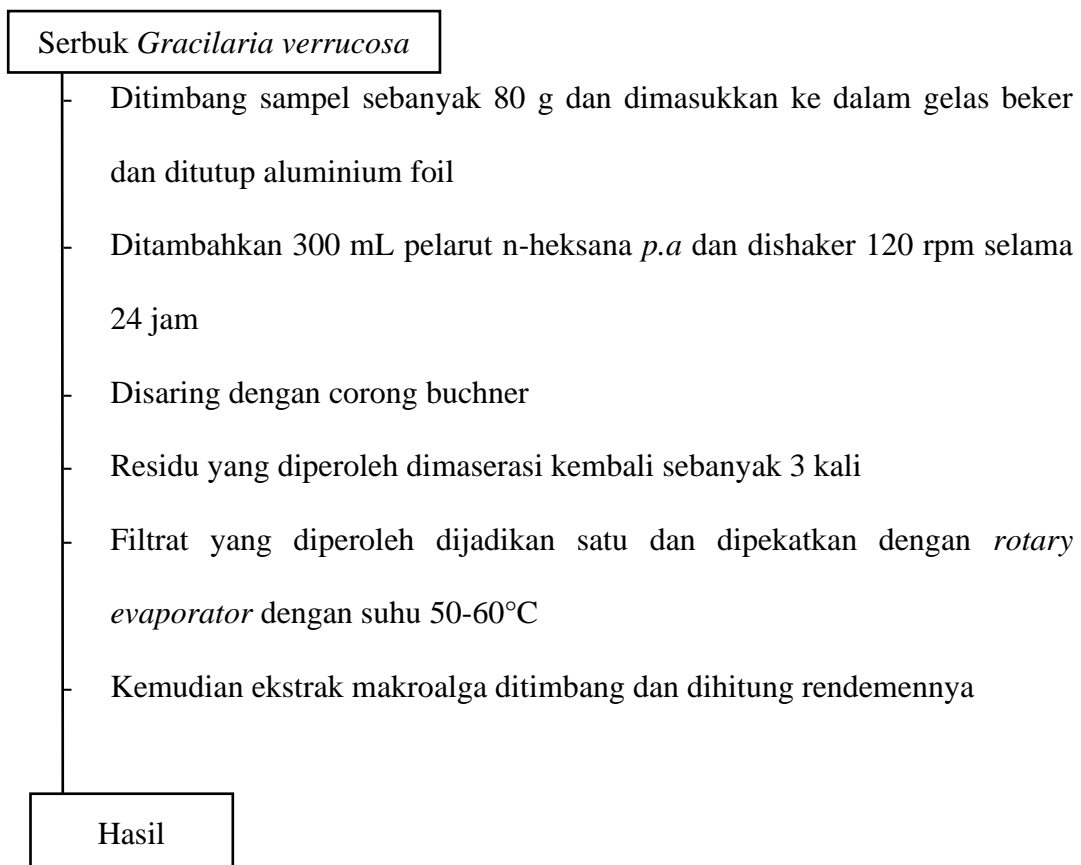 Serbuk Gracilaria verrucosa
- Ditimbang sampel sebanyak 80 g dan dimasukkan ke dalam gelas beker
dan ditutup aluminium foil
- Ditambahkan 300 mL pelarut n-heksana p.a dan dishaker 120 rpm selama
24 jam
- Disaring dengan corong buchner
- Residu yang diperoleh dimaserasi kembali sebanyak 3 kali
- Filtrat yang diperoleh dijadikan satu dan dipekatkan dengan rotary
evaporator dengan suhu 50-60°C
- Kemudian ekstrak makroalga ditimbang dan dihitung rendemennya
Hasil